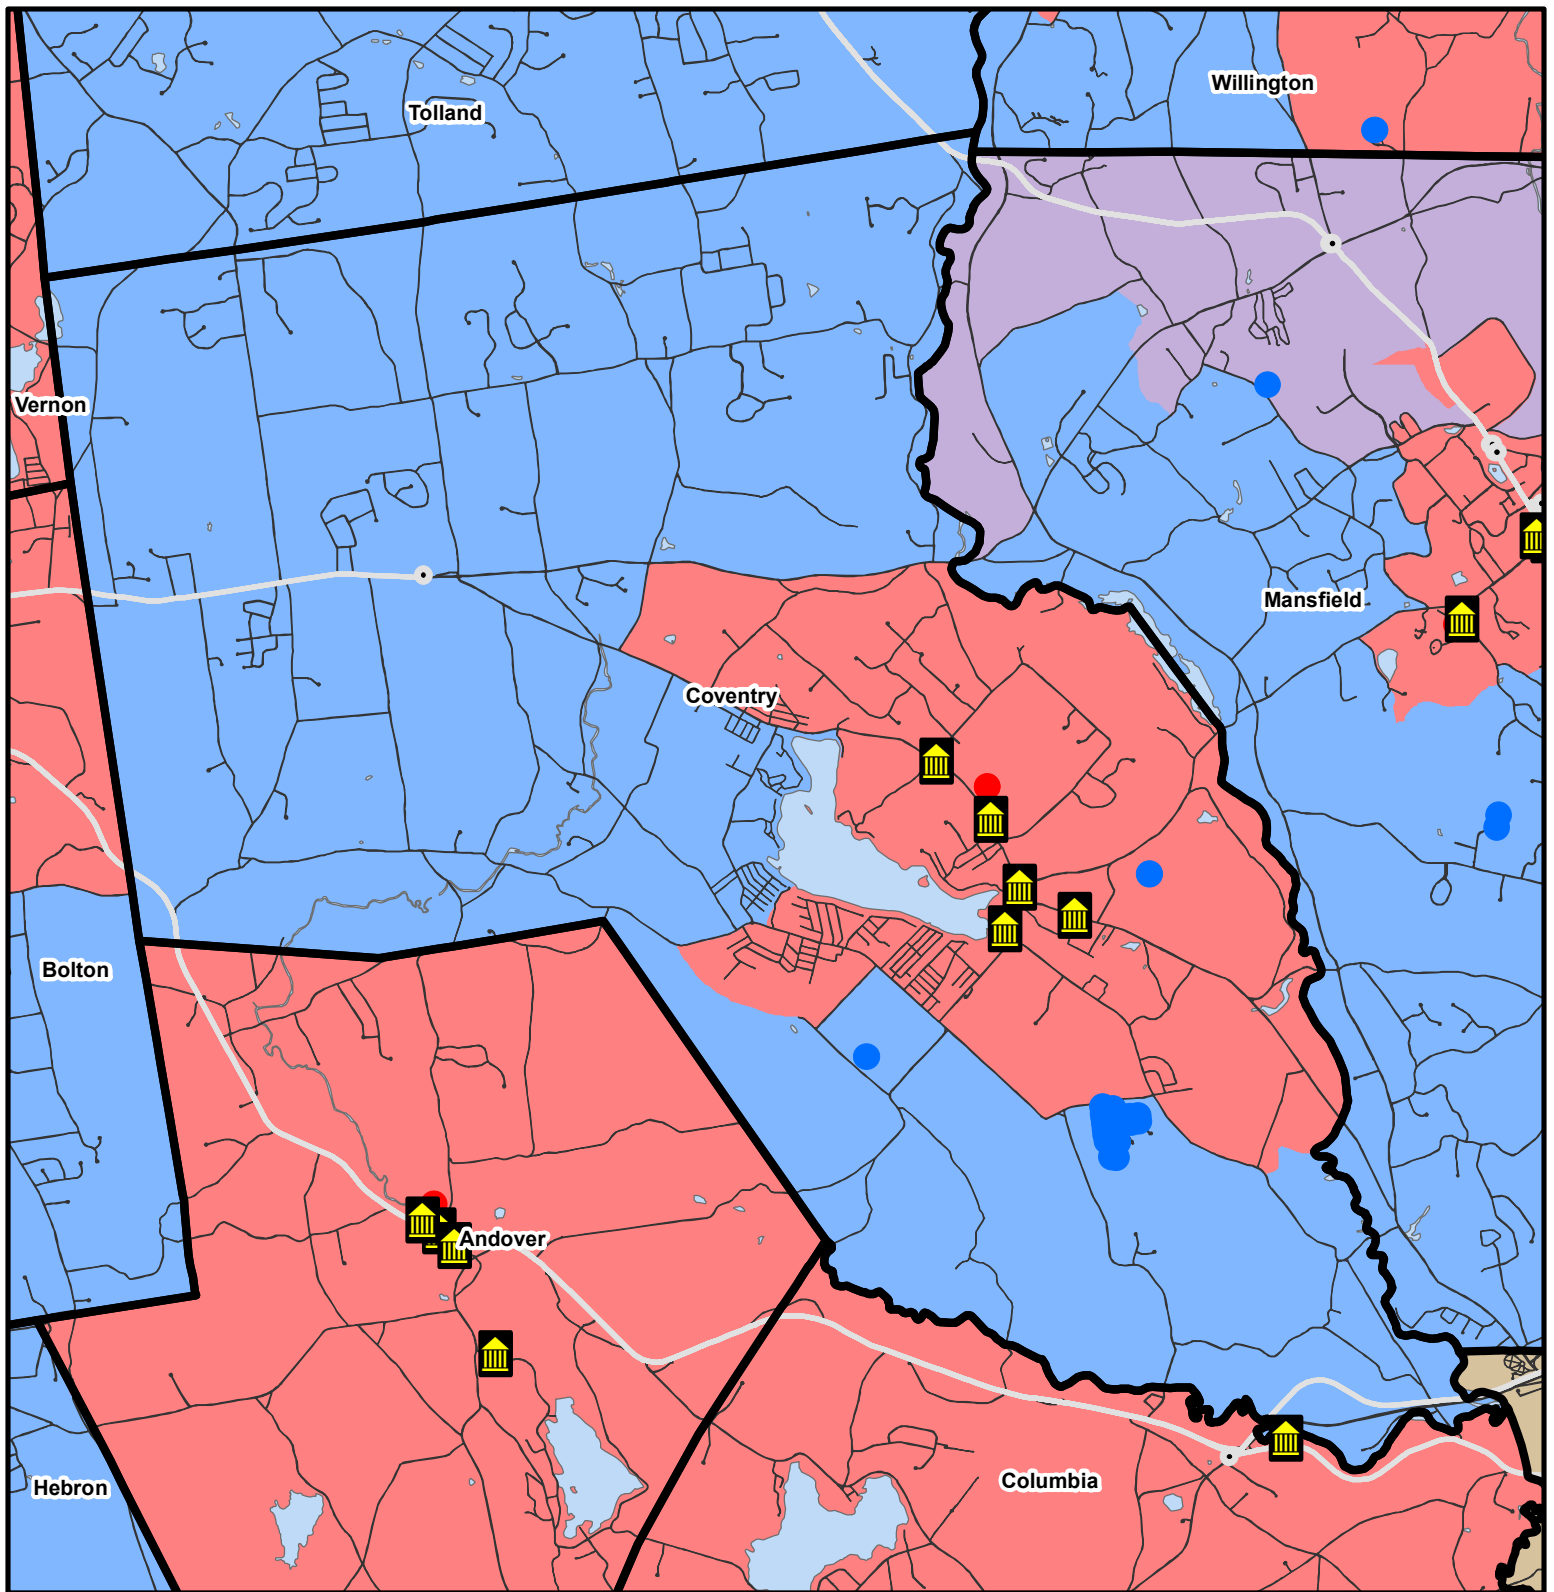 Willington
Tolland
Vernon
Mansfield
Coventry
Bolton
Andover
Columbia
Hebron